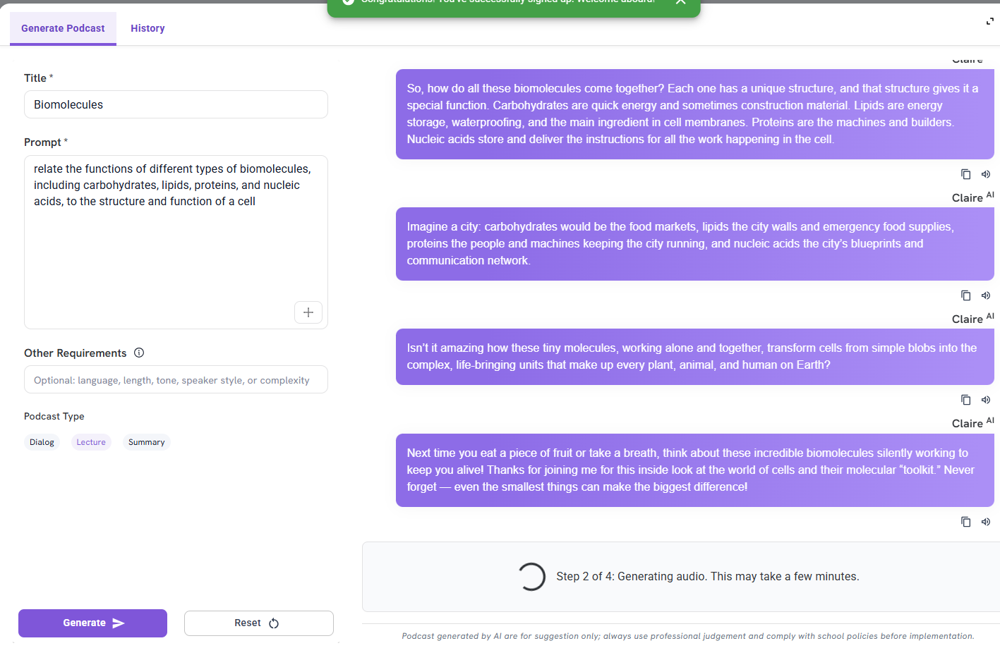 Congratulations! You've successfully signed up. Welcome aboard!
Generate Podcast
History
Title *
Biomolecules
Prompt *
relate the functions of different types of biomolecules,
including carbohydrates, lipids, proteins, and nucleic
acids, to the structure and function of a cell
Other Requirements
Optional: language, length, tone, speaker style, or complexity
Podcast Type
Dialog
Lecture
Summary
Generate
Reset
Claire
So, how do all these biomolecules come together? Each one has a unique structure, and that structure gives it a
special function. Carbohydrates are quick energy and sometimes construction material. Lipids are energy
storage, waterproofing, and the main ingredient in cell membranes. Proteins are the machines and builders.
Nucleic acids store and deliver the instructions for all the work happening in the cell.
Claire AI
Imagine a city: carbohydrates would be the food markets, lipids the city walls and emergency food supplies,
proteins the people and machines keeping the city running, and nucleic acids the city's blueprints and
communication network.
Claire AI
Isn't it amazing how these tiny molecules, working alone and together, transform cells from simple blobs into the
complex, life-bringing units that make up every plant, animal, and human on Earth?
Claire AI
Next time you eat a piece of fruit or take a breath, think about these incredible biomolecules silently working to
keep you alive! Thanks for joining me for this inside look at the world of cells and their molecular “toolkit.” Never
forget — even the smallest things can make the biggest difference!
Step 2 of 4: Generating audio. This may take a few minutes.
Podcast generated by AI are for suggestion only; always use professional judgement and comply with school policies before implementation.